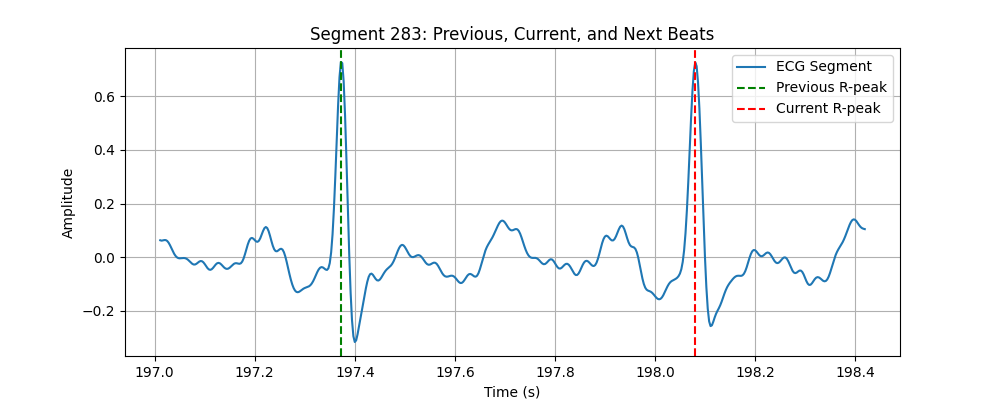 Segment 283: Previous, Current, and Next Beats
ECG Segment
Previous R-peak
Current R-peak
Amplitude
0.6
0.4
0.2
0.0
−0.2
197.0 197.2 197.4 197.6 197.8 198.0 198.2 198.4
Time (s)